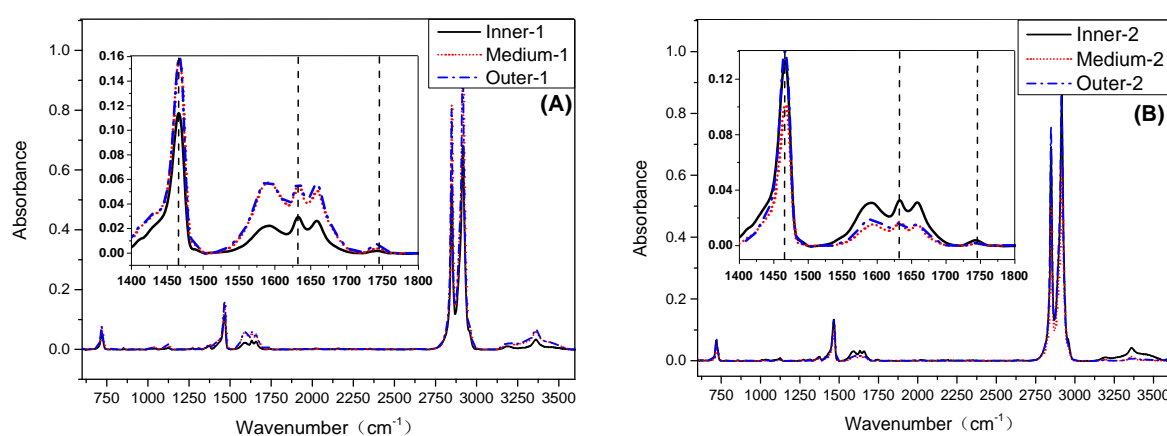 Inner-1
Medium-1
Outer-1
(A)
1.0
0.8
0.6
0.4
0.2
0.0
Absorbance
0.16
0.14
0.12
0.10
0.08
0.06
0.04
0.02
0.00
1400 1450 1500 1550 1600 1650 1700 1750 1800
750 1000 1250 1500 1750 2000 2250 2500 2750 3000 3250 3500
Wavenumber（cm-1）
Inner-2
Medium-2
Outer-2
(B)
1.0
0.8
0.6
0.4
0.2
0.0
Absorbance
0.12
0.08
0.04
0.00
1400 1450 1500 1550 1600 1650 1700 1750 1800
750 1000 1250 1500 1750 2000 2250 2500 2750 3000 3250 3500
Wavenumber（cm-1）